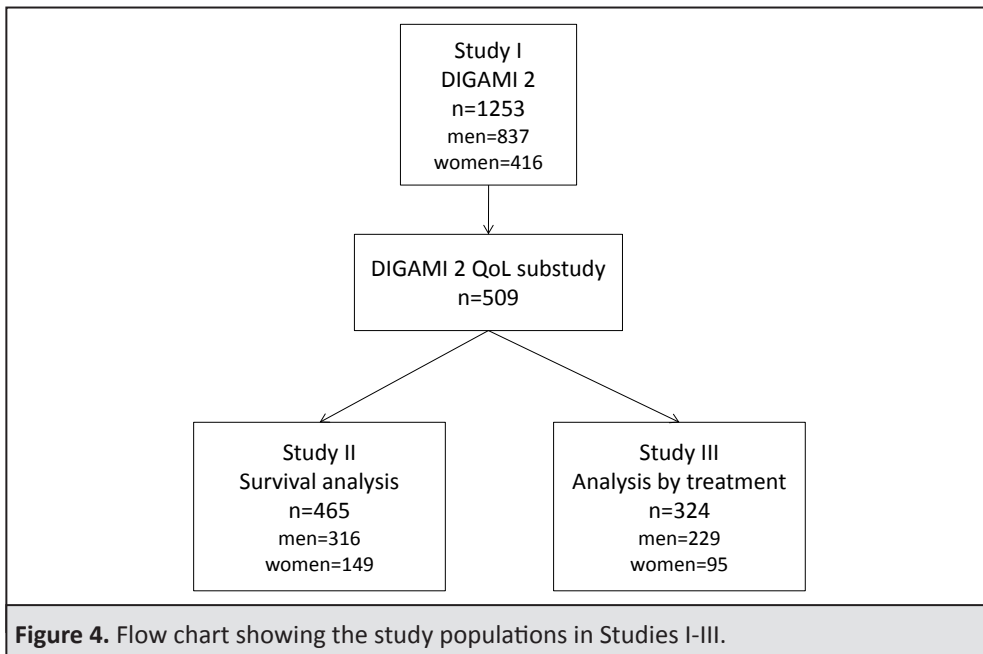 Study I
DIGAMI 2
n=1253
men=837
women=416
DIGAMI 2 QoL substudy
n=509
Study II
Survival analysis
n=465
men=316
women=149
Study III
Analysis by treatment
n=324
men=229
women=95
Figure 4. Flow chart showing the study populations in Studies I-III.